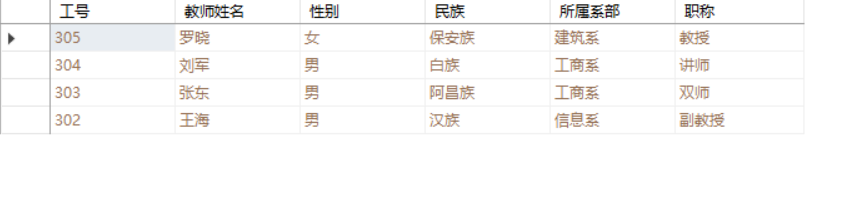 工号 教师姓名 性别 民族 所属系部 职称
305 罗晓 女 保安族 建筑系 教授
304 刘军 男 白族 工商系 讲师
303 张东 男 阿昌族 工商系 双师
302 王海 男 汉族 信息系 副教授